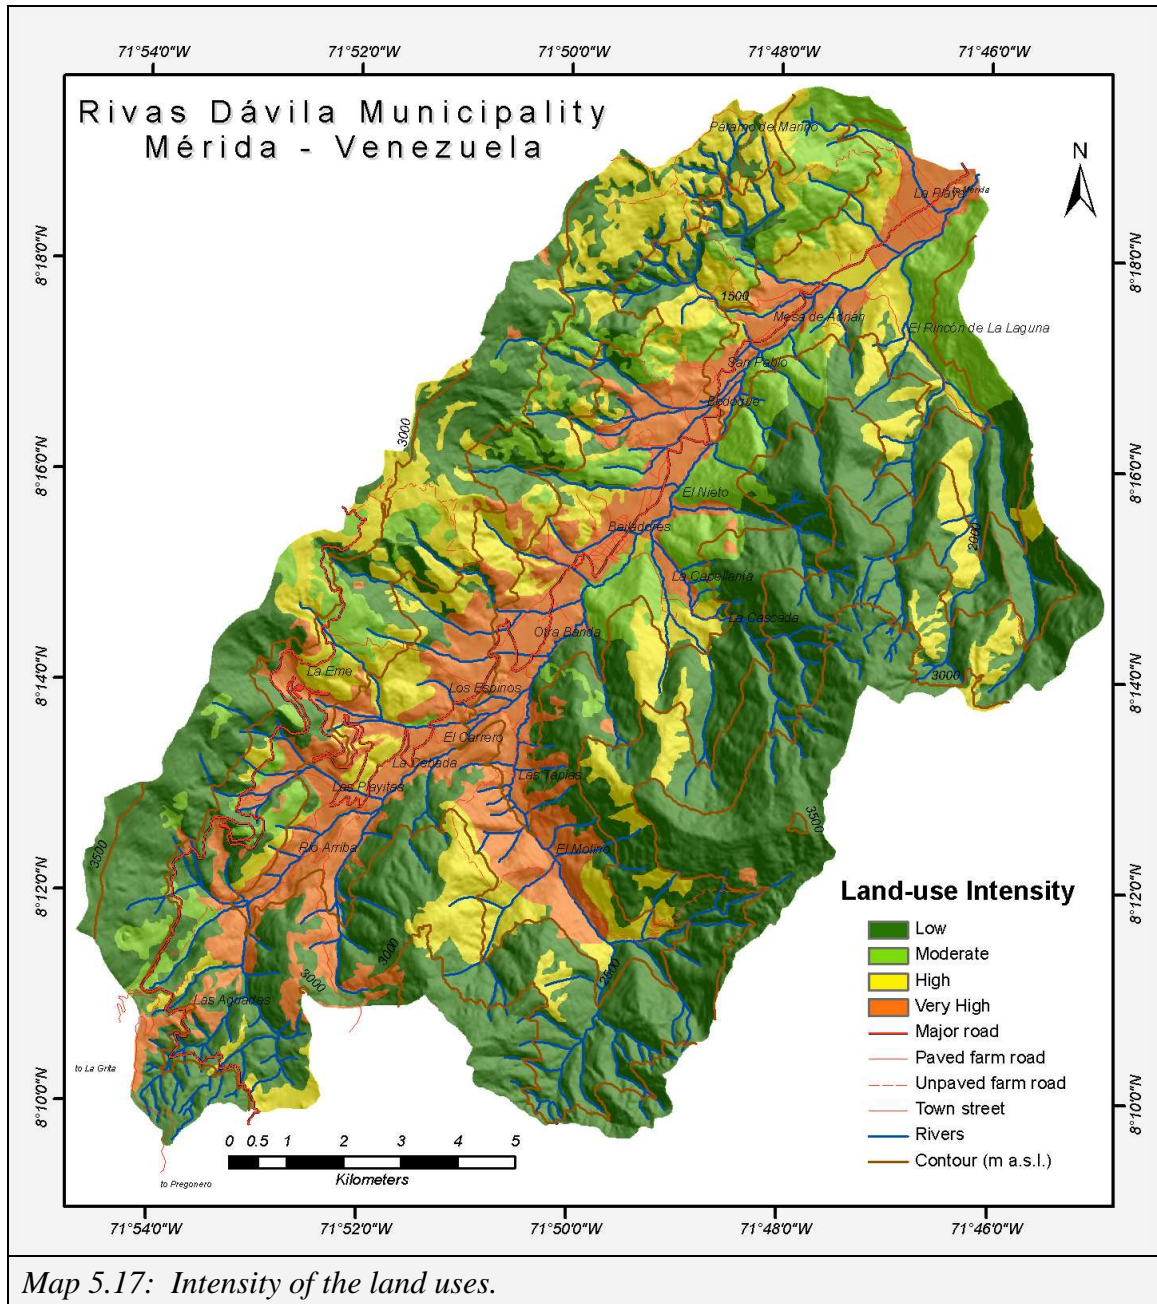 71°54'0"W 71°52'0"W 71°50'0"W 71°48'0"W 71°46'0"W
Rivas Dávila Municipality
Mérida - Venezuela
Páramo de Mariño
N
La Playa
to Mérida
8°18'0"N 8°18'0"N
1500
Mesa de Adrián
El Rincón de La Laguna
San Pablo
Bodoque
3000
8°16'0"N 8°16'0"N
El Nieto
Bailadores
2000
La Capellanía
La Cascada
Otra Banda
La Eme
8°14'0"N 8°14'0"N
3000
Los Espinos
El Carrero
La Cebada
Las Tapias
Las Playitas
3500
Río Arriba
El Molino
3500
8°12'0"N 8°12'0"N
Land-use Intensity
Low
Moderate
High
Very High
Major road
Paved farm road
Unpaved farm road
Town street
Rivers
Contour (m a.s.l.)
3000
3000
2500
Las Aguadas
to La Grita
8°10'0"N 8°10'0"N
0 0.5 1 2 3 4 5
Kilometers
to Pregonero
71°54'0"W 71°52'0"W 71°50'0"W 71°48'0"W 71°46'0"W
Map 5.17: Intensity of the land uses.